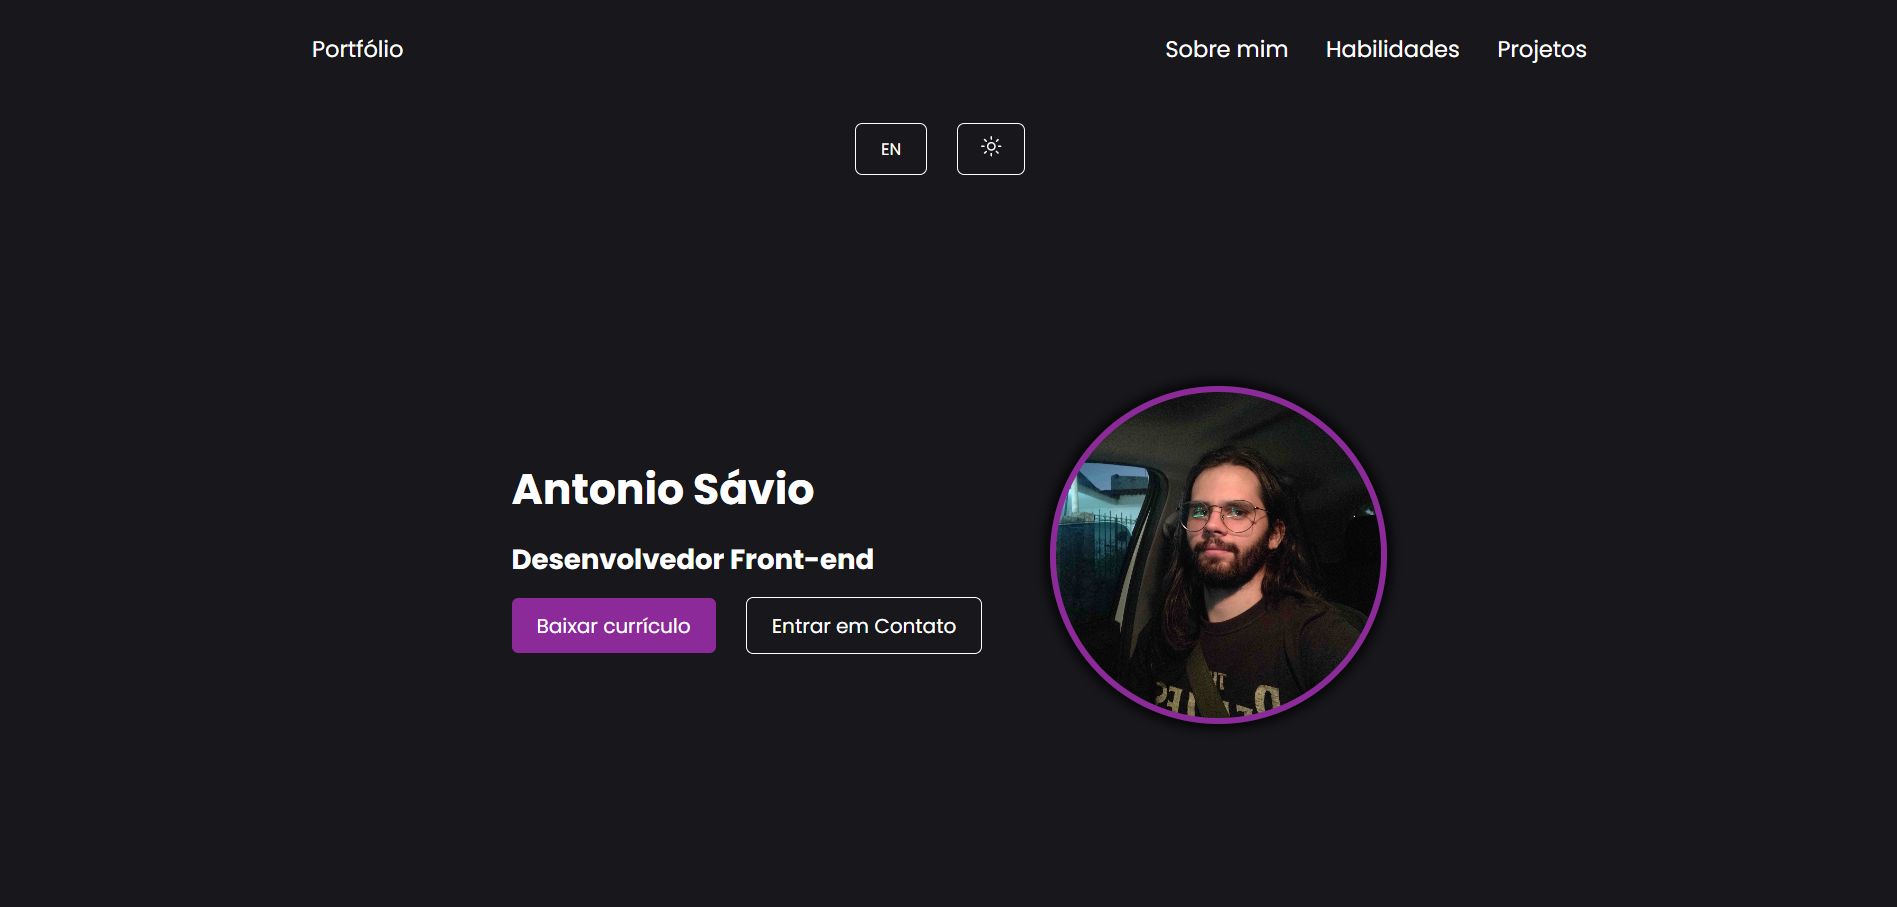 Portfólio Sobre mim Habilidades Projetos
EN
Antonio Sávio
Desenvolvedor Front-end
Baixar currículo Entrar em Contato